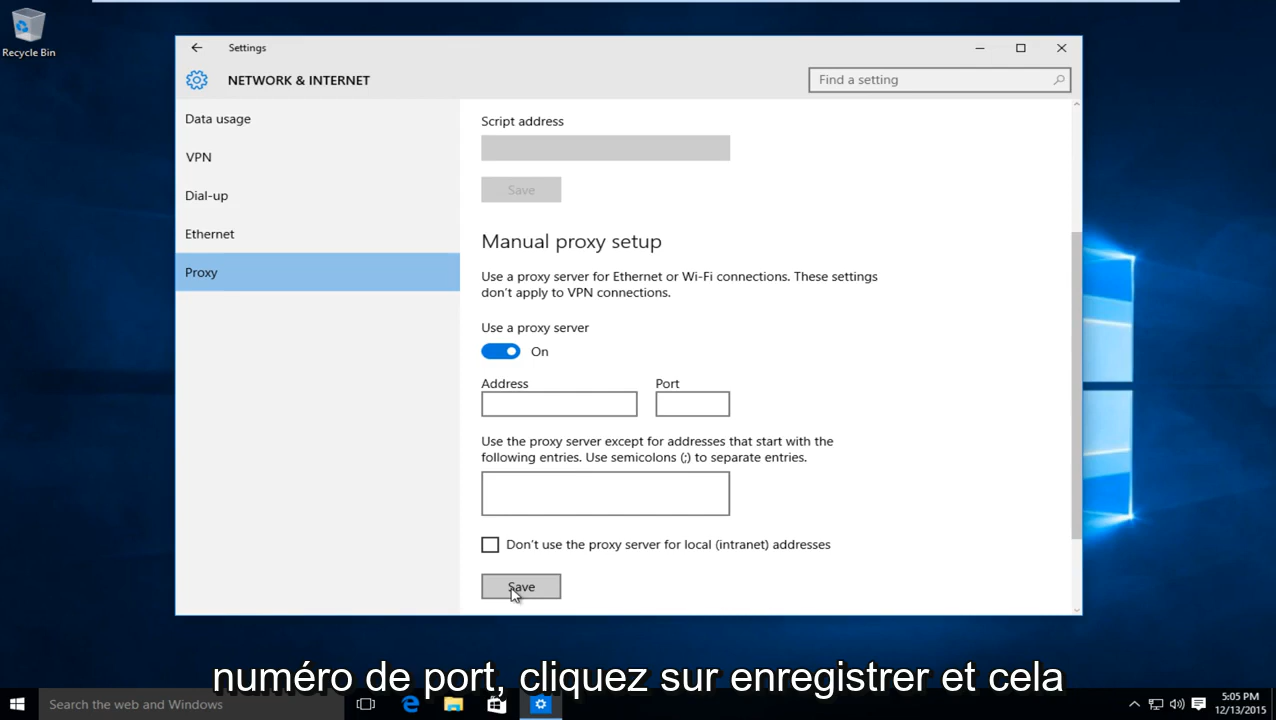 Recycle Bin
Settings
NETWORK & INTERNET
Find a setting
Data usage
VPN
Dial-up
Ethernet
Proxy
Script address
Save
Manual proxy setup
Use a proxy server for Ethernet or Wi-Fi connections. These settings
don't apply to VPN connections.
Use a proxy server
On
Address Port
Use the proxy server except for addresses that start with the
following entries. Use semicolons (;) to separate entries.
Don't use the proxy server for local (intranet) addresses
Save
numéro de port, cliquez sur enregistrer et cela
Search the web and Windows
5:05 PM
12/13/2015